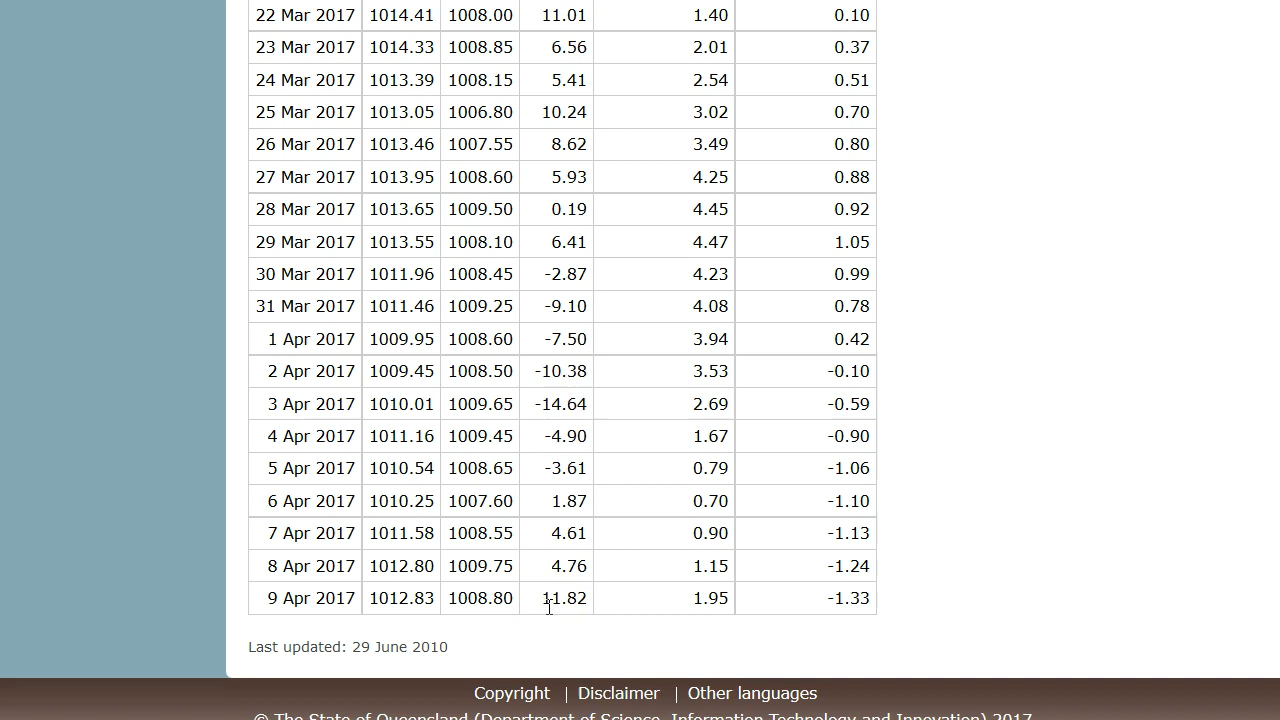 22 Mar 2017 1014.41 1008.00 11.01 1.40 0.10
23 Mar 2017 1014.33 1008.85 6.56 2.01 0.37
24 Mar 2017 1013.39 1008.15 5.41 2.54 0.51
25 Mar 2017 1013.05 1006.80 10.24 3.02 0.70
26 Mar 2017 1013.46 1007.55 8.62 3.49 0.80
27 Mar 2017 1013.95 1008.60 5.93 4.25 0.88
28 Mar 2017 1013.65 1009.50 0.19 4.45 0.92
29 Mar 2017 1013.55 1008.10 6.41 4.47 1.05
30 Mar 2017 1011.96 1008.45 -2.87 4.23 0.99
31 Mar 2017 1011.46 1009.25 -9.10 4.08 0.78
1 Apr 2017 1009.95 1008.60 -7.50 3.94 0.42
2 Apr 2017 1009.45 1008.50 -10.38 3.53 -0.10
3 Apr 2017 1010.01 1009.65 -14.64 2.69 -0.59
4 Apr 2017 1011.16 1009.45 -4.90 1.67 -0.90
5 Apr 2017 1010.54 1008.65 -3.61 0.79 -1.06
6 Apr 2017 1010.25 1007.60 1.87 0.70 -1.10
7 Apr 2017 1011.58 1008.55 4.61 0.90 -1.13
8 Apr 2017 1012.80 1009.75 4.76 1.15 -1.24
9 Apr 2017 1012.83 1008.80 11.82 1.95 -1.33
Last updated: 29 June 2010
Copyright | Disclaimer | Other languages
© The State of Queensland (Department of Science, Information Technology and Innovation) 2017